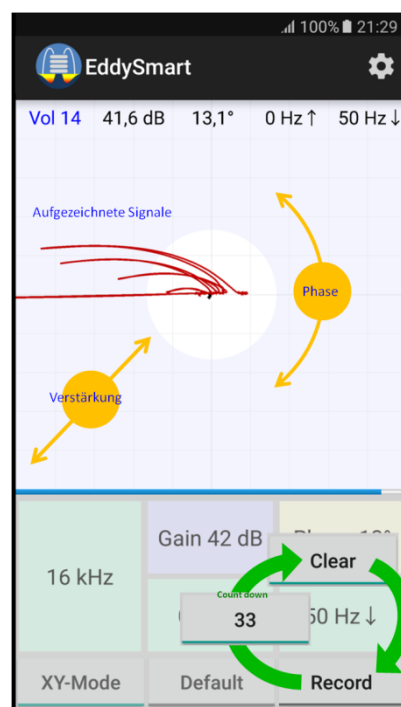 100% 21:29
EddySmart
Vol 14 41,6 dB 13,1° 0 Hz↑ 50 Hz↓
Aufgezeichnete Signale
Phase
Verstärkung
Gain 42 dB
Clear
16 kHz
Count down
33
50 Hz↓
XY-Mode Default Record